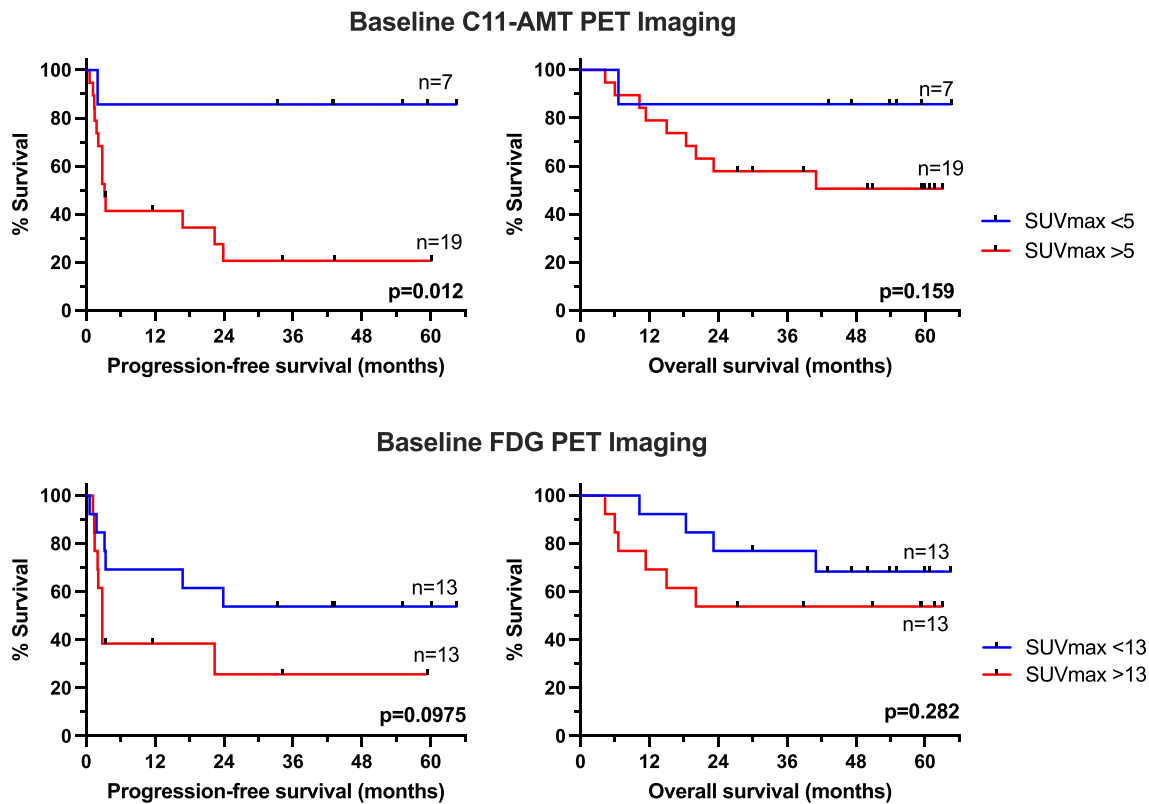 Baseline C11-AMT PET Imaging
% Survival
100
80
60
40
20
0
n=7
n=19
p=0.012
0 12 24 36 48 60
Progression-free survival (months)
% Survival
100
80
60
40
20
0
n=7
n=19
p=0.159
0 12 24 36 48 60
Overall survival (months)
SUVmax <5
SUVmax >5
Baseline FDG PET Imaging
% Survival
100
80
60
40
20
0
n=13
n=13
p=0.0975
0 12 24 36 48 60
Progression-free survival (months)
% Survival
100
80
60
40
20
0
n=13
n=13
p=0.282
0 12 24 36 48 60
Overall survival (months)
SUVmax <13
SUVmax >13